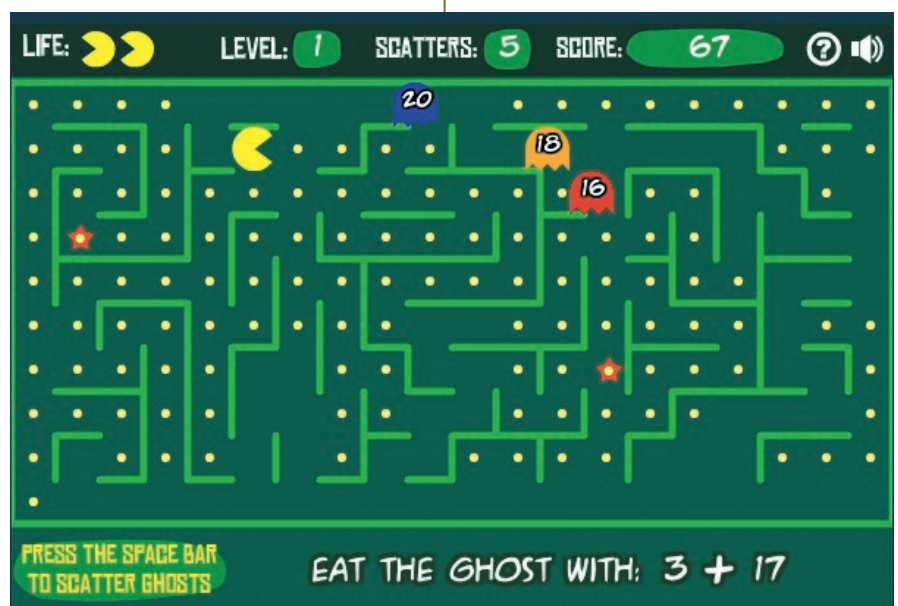 LIFE: LEVEL: 1 SCATTERS: 5 SCORE: 67 ?
20
18
16
PRESS THE SPACE BAR
TO SCATTER GHOSTS
EAT THE GHOST WITH: 3 + 17